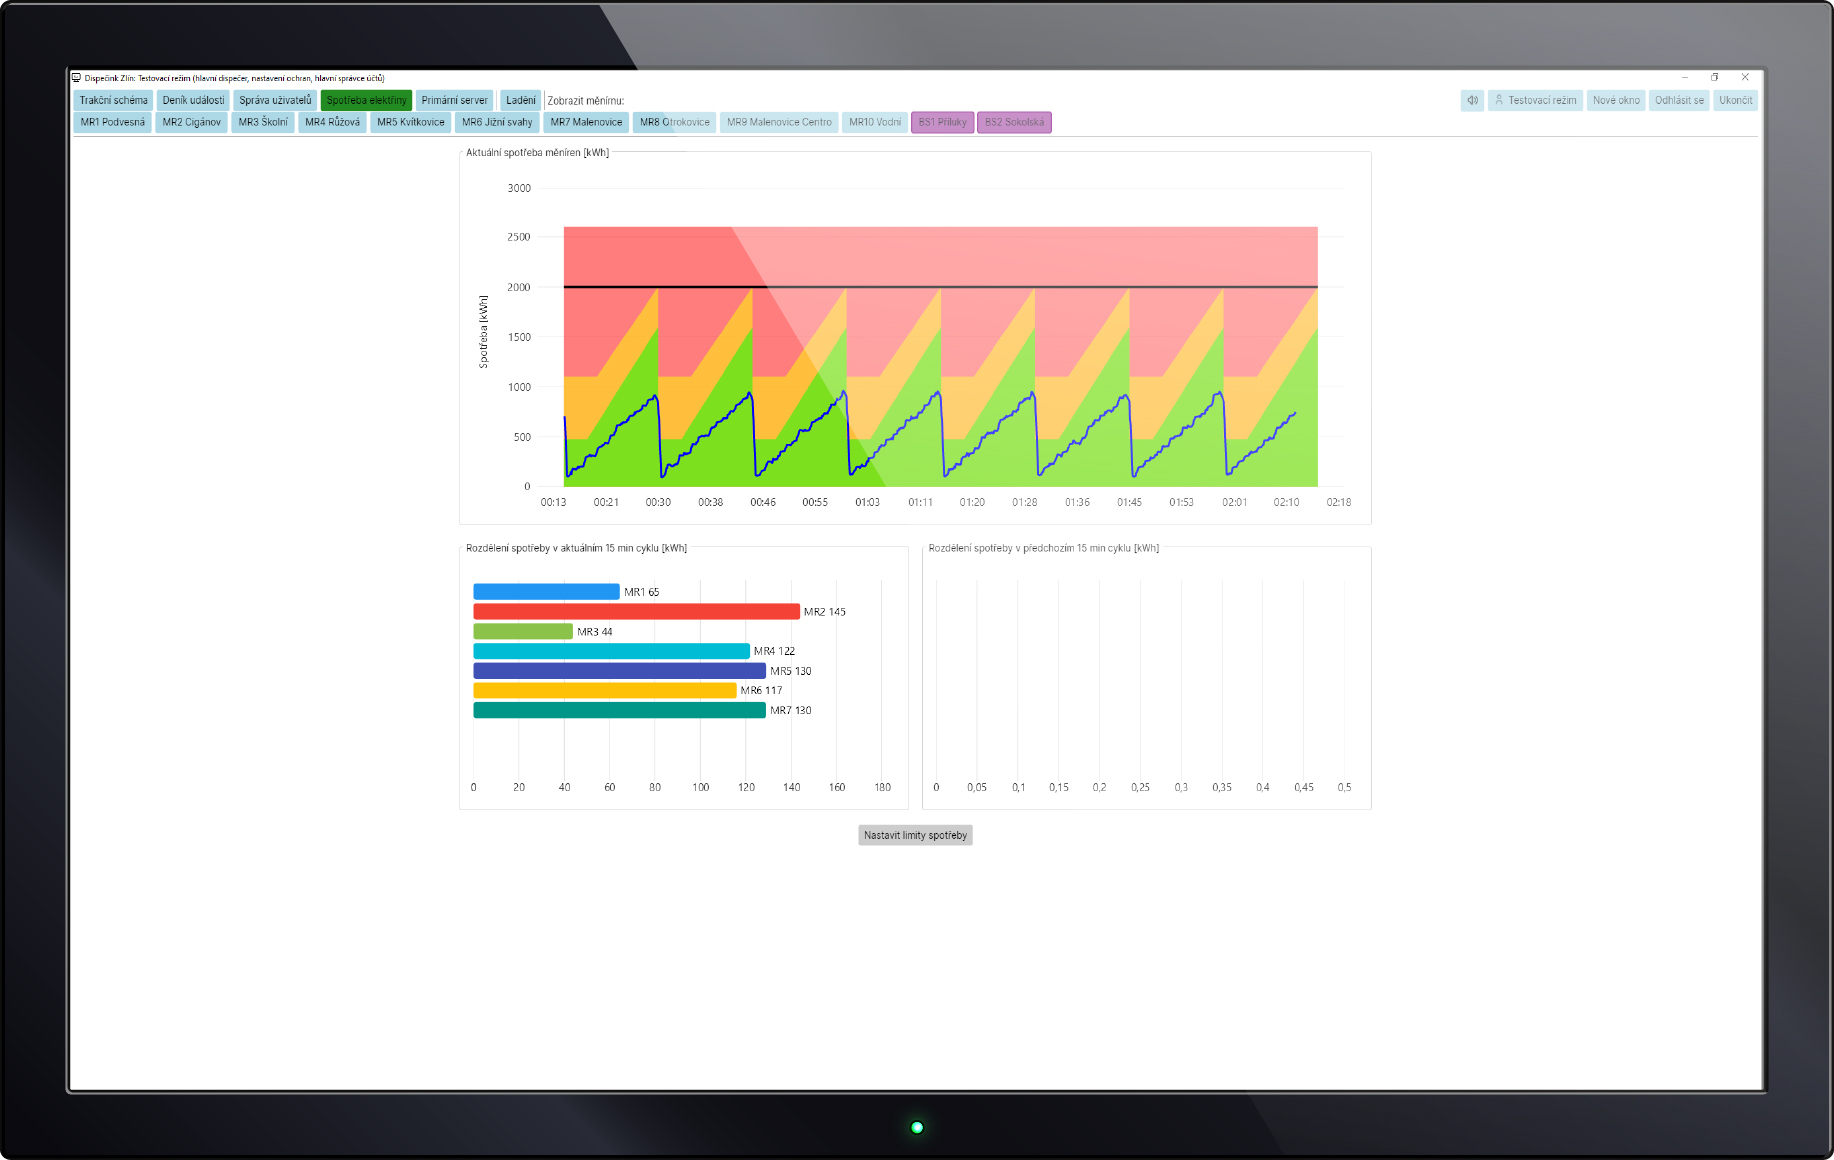 Dispečink Zlín: Testovací režim (hlavní dispečer, nastavení ochran, hlavní správce účtů)
Trakční schéma Deník událostí Správa uživatelů Spotřeba elektřiny Primární server Ladění Zobrazit měnírnu: Testovací režim Nové okno Odhlásit se Ukončit
MR1 Podvesná MR2 Cigánov MR3 Školní MR4 Růžová MR5 Kvítkovice MR6 Jižní svahy MR7 Malenovice MR8 Otrokovice MR9 Malenovice Centro MR10 Vodní BS1 Příluky BS2 Sokolská
Aktuální spotřeba měníren [kWh]
3000
2500
2000
1500
1000
500
0
Spotřeba [kWh]
00:13 00:21 00:30 00:38 00:46 00:55 01:03 01:11 01:20 01:28 01:36 01:45 01:53 02:01 02:10 02:18
Rozdělení spotřeby v aktuálním 15 min cyklu [kWh]
MR1 65
MR2 145
MR3 44
MR4 122
MR5 130
MR6 117
MR7 130
0 20 40 60 80 100 120 140 160 180
Rozdělení spotřeby v předchozím 15 min cyklu [kWh]
0 0,05 0,1 0,15 0,2 0,25 0,3 0,35 0,4 0,45 0,5
Nastavit limity spotřeby